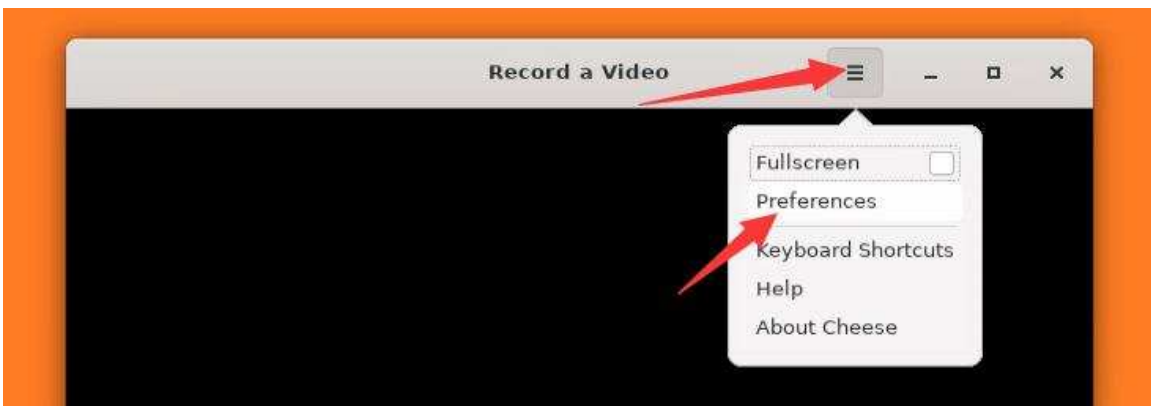 Record a Video
Fullscreen
Preferences
Keyboard Shortcuts
Help
About Cheese